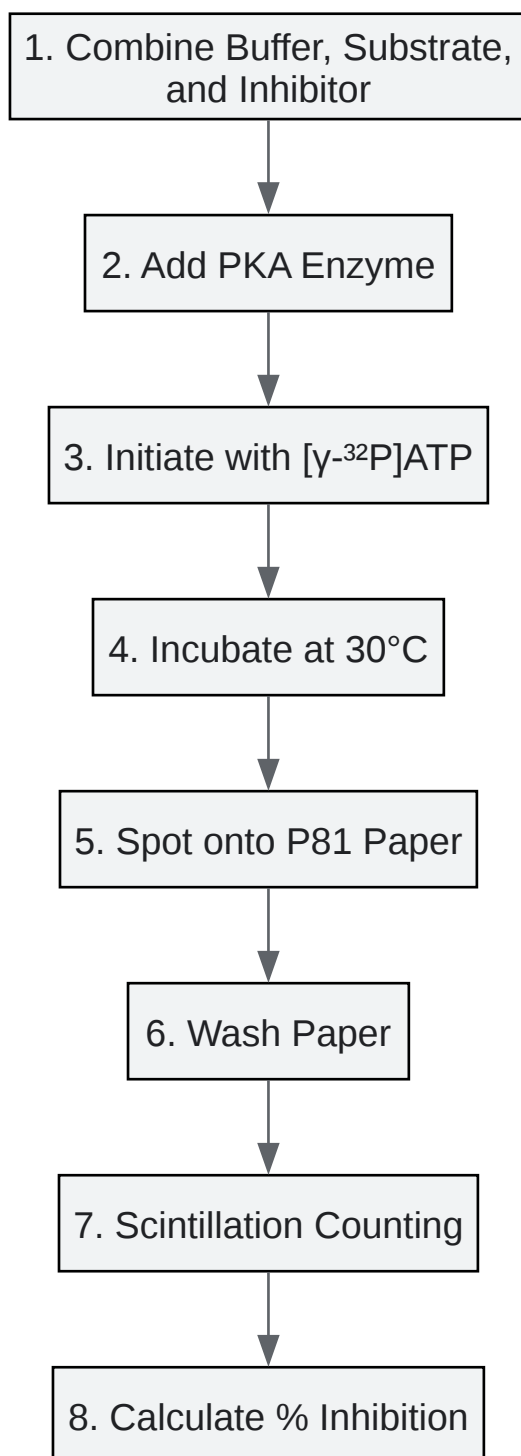 1. Combine Buffer, Substrate,
and Inhibitor
2. Add PKA Enzyme
3. Initiate with [γ-³²P]ATP
4. Incubate at 30°C
5. Spot onto P81 Paper
6. Wash Paper
7. Scintillation Counting
8. Calculate % Inhibition